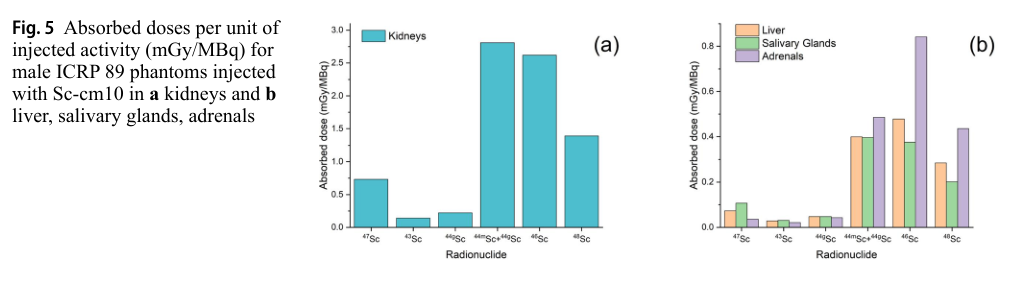 Fig. 5 Absorbed doses per unit of
injected activity (mGy/MBq) for
male ICRP 89 phantoms injected
with Sc-cm10 in a kidneys and b
liver, salivary glands, adrenals
Kidneys
(a)
Absorbed dose (mGy/MBq)
3.0
2.5
2.0
1.5
1.0
0.5
0.0
⁴⁷Sc ⁴³Sc ⁴⁴ᵍSc ⁴⁴ᵐSc+⁴⁴ᵍSc ⁴⁶Sc ⁴⁸Sc
Radionuclide
Liver
Salivary Glands
Adrenals
(b)
Absorbed dose (mGy/MBq)
0.8
0.6
0.4
0.2
0.0
⁴⁷Sc ⁴³Sc ⁴⁴ᵍSc ⁴⁴ᵐSc+⁴⁴ᵍSc ⁴⁶Sc ⁴⁸Sc
Radionuclide